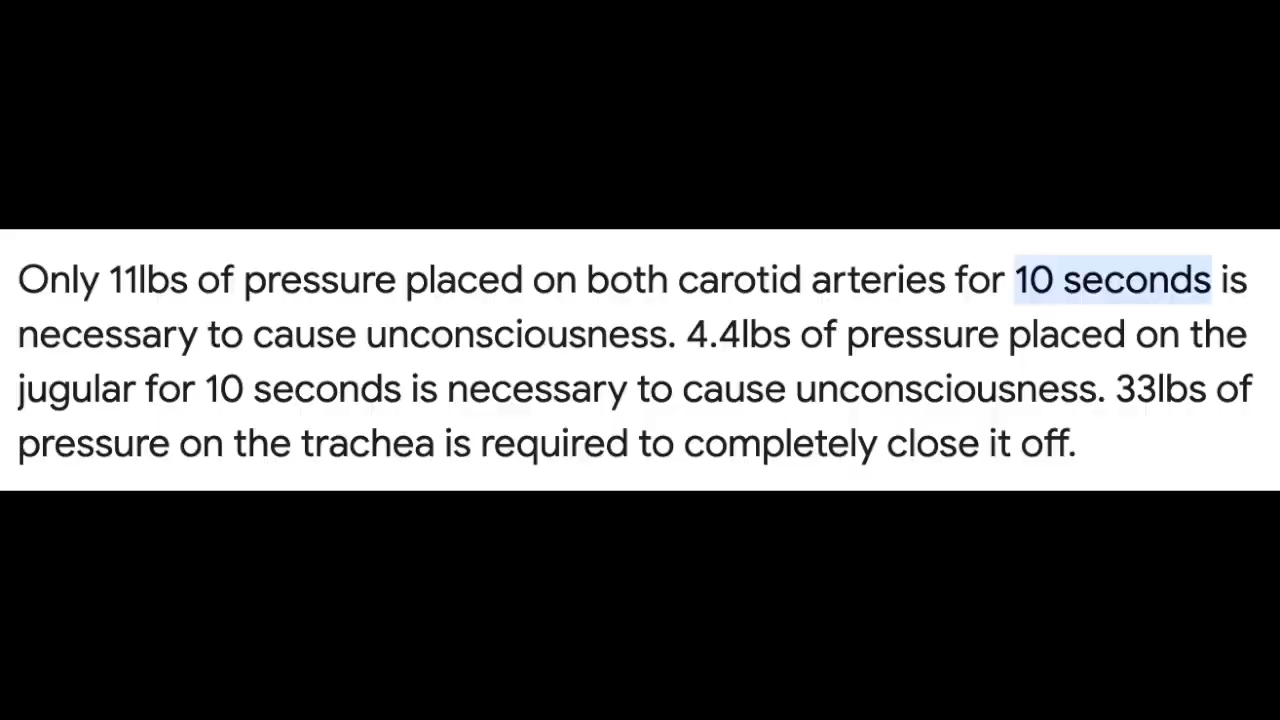 Only 11lbs of pressure placed on both carotid arteries for 10 seconds is
necessary to cause unconsciousness. 4.4lbs of pressure placed on the
jugular for 10 seconds is necessary to cause unconsciousness. 33lbs of
pressure on the trachea is required to completely close it off.